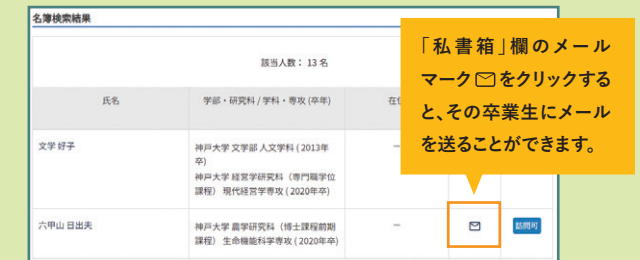 名簿検索結果
該当人数： 13 名
氏名 学部・研究科 / 学科・専攻 (卒年)
文学 好子
神戸大学 文学部 人文学科 ( 2013年
卒)
神戸大学 経営学研究科（専門職学位
課程） 現代経営学専攻 ( 2020年卒)
—
六甲山 日出夫
神戸大学 農学研究科（博士課程前期
課程） 生命機能科学専攻 ( 2020年卒)
—
訪問可
「私書箱」欄のメール
マーク✉をクリックする
と、その卒業生にメール
を送ることができます。